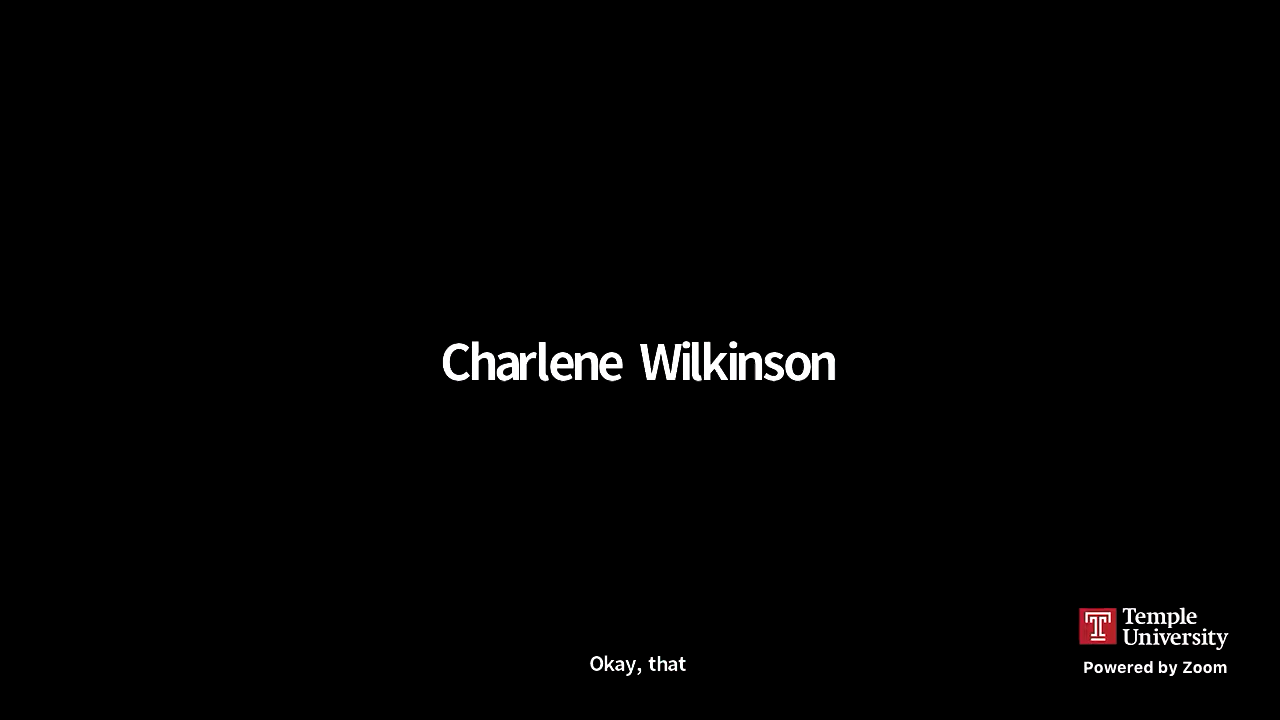 Charlene Wilkinson
Temple
University
Okay, that
Powered by Zoom